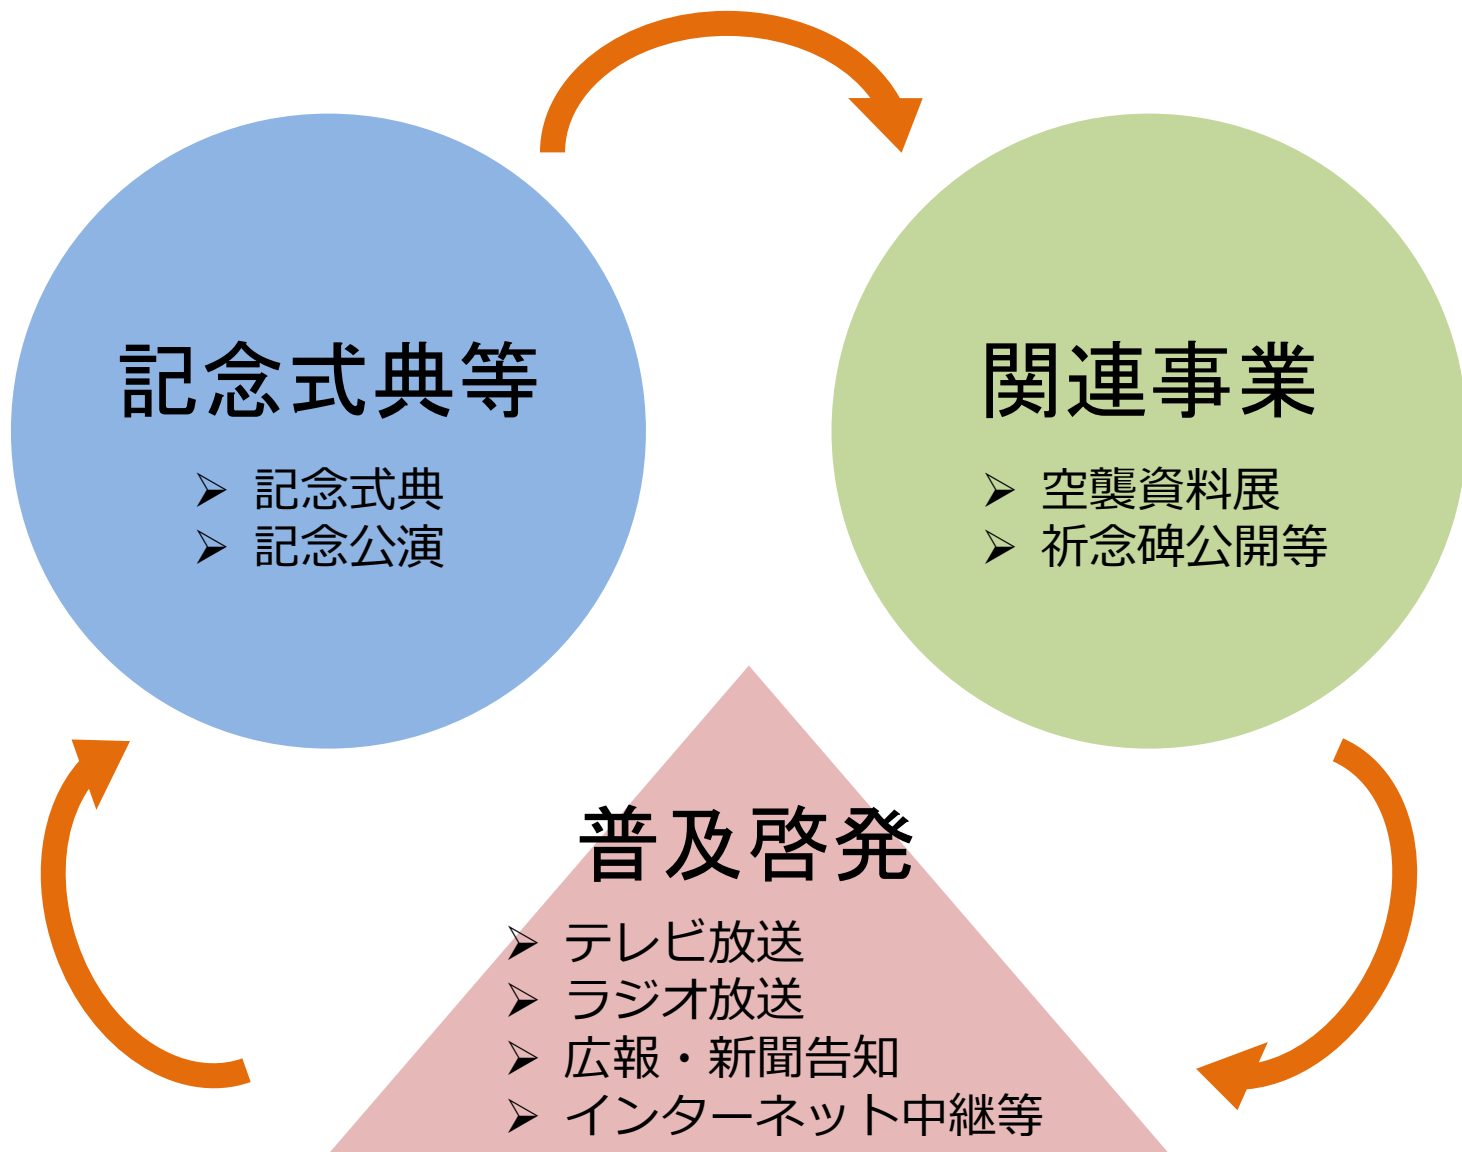 記念式典等
➢ 記念式典
➢ 記念公演
関連事業
➢ 空襲資料展
➢ 祈念碑公開等
普及啓発
➢ テレビ放送
➢ ラジオ放送
➢ 広報・新聞告知
➢ インターネット中継等